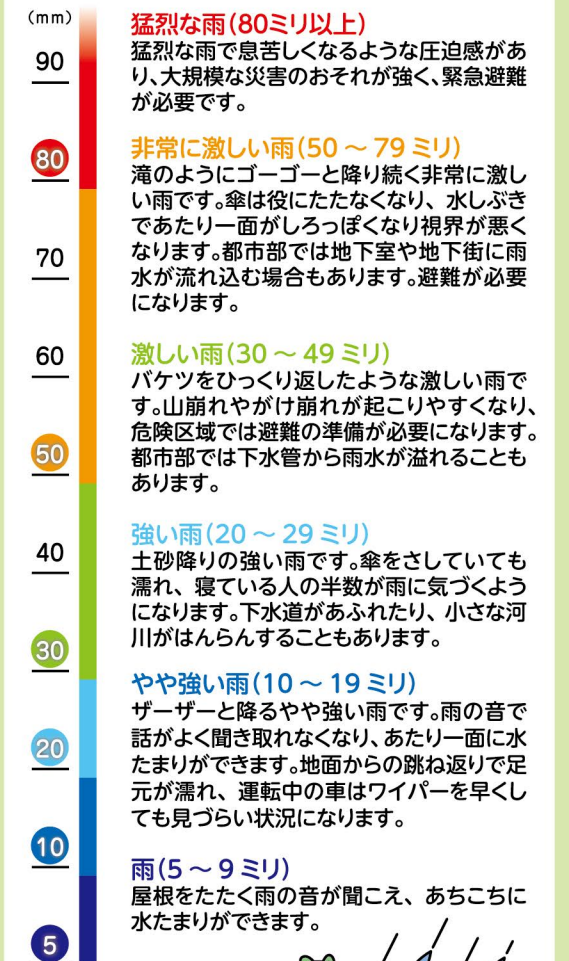 (mm)
90
80
70
60
50
40
30
20
10
5
猛烈な雨(80ミリ以上)
猛烈な雨で息苦しくなるような圧迫感があ
り、大規模な災害のおそれが強く、緊急避難
が必要です。
非常に激しい雨(50 ～ 79 ミリ)
滝のようにゴーゴーと降り続く非常に激し
い雨です。傘は役にたたなくなり、水しぶき
であたり一面がしろっぽくなり視界が悪く
なります。都市部では地下室や地下街に雨
水が流れ込む場合もあります。避難が必要
になります。
激しい雨(30 ～ 49 ミリ)
バケツをひっくり返したような激しい雨で
す。山崩れやがけ崩れが起こりやすくなり、
危険区域では避難の準備が必要になります。
都市部では下水管から雨水が溢れることも
あります。
強い雨(20 ～ 29 ミリ)
土砂降りの強い雨です。傘をさしていても
濡れ、寝ている人の半数が雨に気づくよう
になります。下水道があふれたり、小さな河
川がはんらんすることもあります。
やや強い雨(10 ～ 19 ミリ)
ザーザーと降るやや強い雨です。雨の音で
話がよく聞き取れなくなり、あたり一面に水
たまりができます。地面からの跳ね返りで足
元が濡れ、運転中の車はワイパーを早くし
ても見づらい状況になります。
雨(5 ～ 9 ミリ)
屋根をたたく雨の音が聞こえ、あちこちに
水たまりができます。